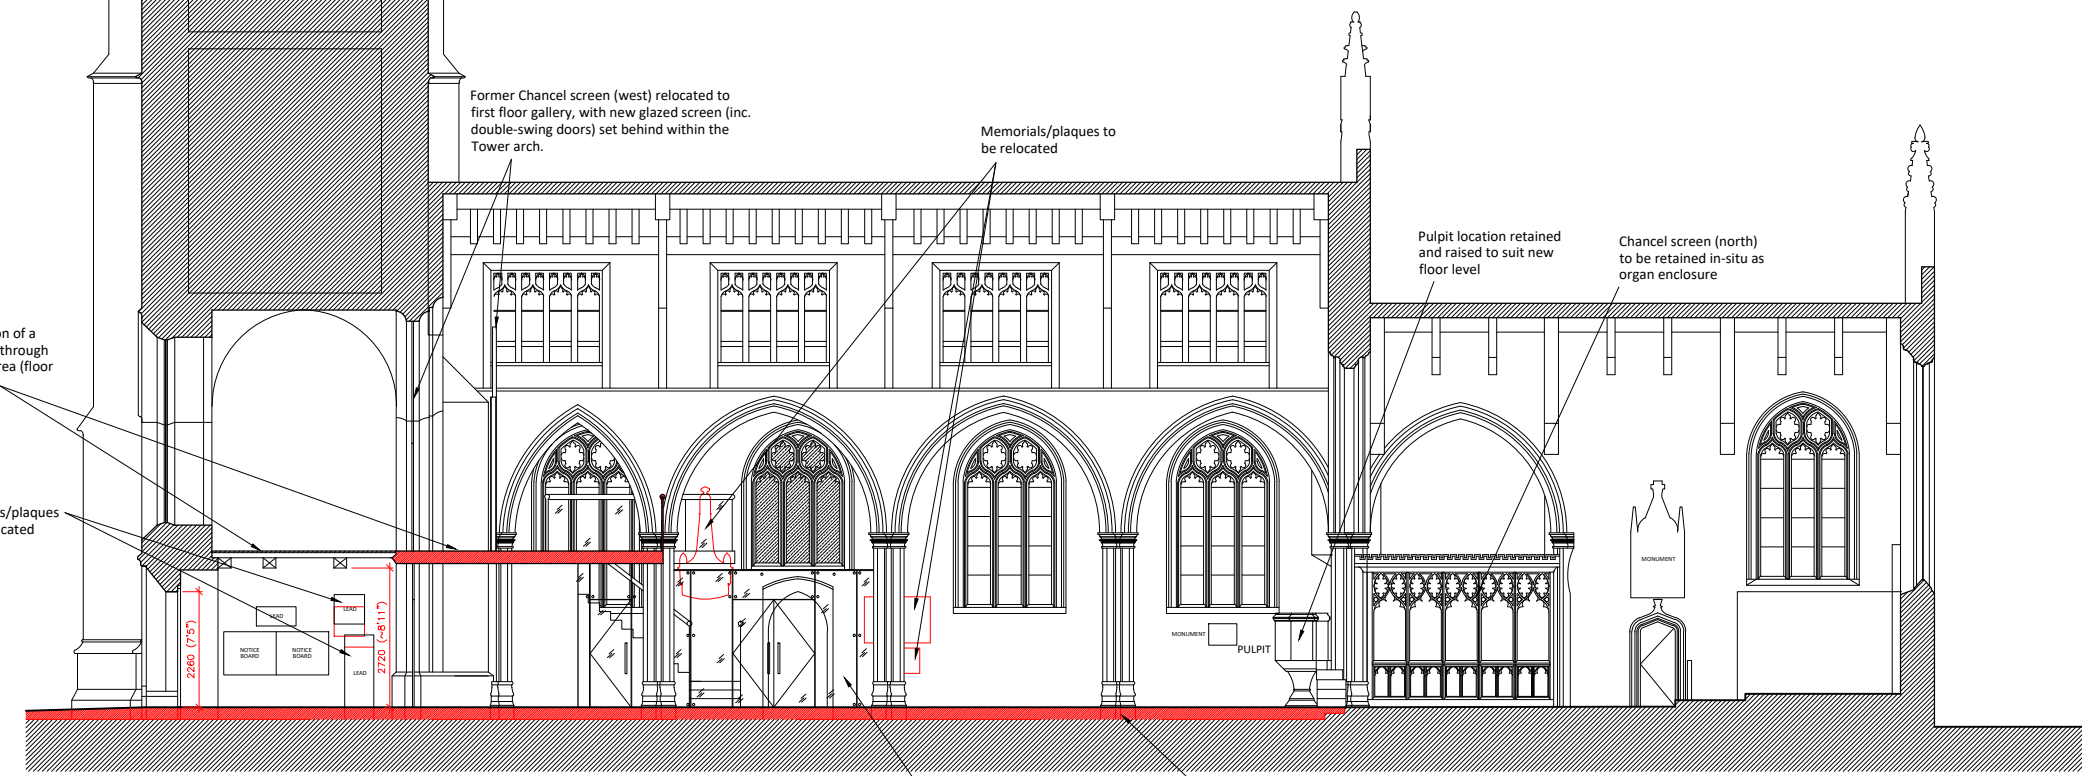 Former Chancel screen (west) relocated to
first floor gallery, with new glazed screen (inc.
double-swing doors) set behind within the
Tower arch.
Memorials/plaques to
be relocated
Pulpit location retained
and raised to suit new
floor level
Chancel screen (north)
to be retained in-situ as
organ enclosure
on of a
through
rea (floor
s/plaques
cated
LEAD
LEAD
NOTICE
BOARD
NOTICE
BOARD
LEAD
2260 (7'5")
2720 (~8'11")
MONUMENT
PULPIT
MONUMENT